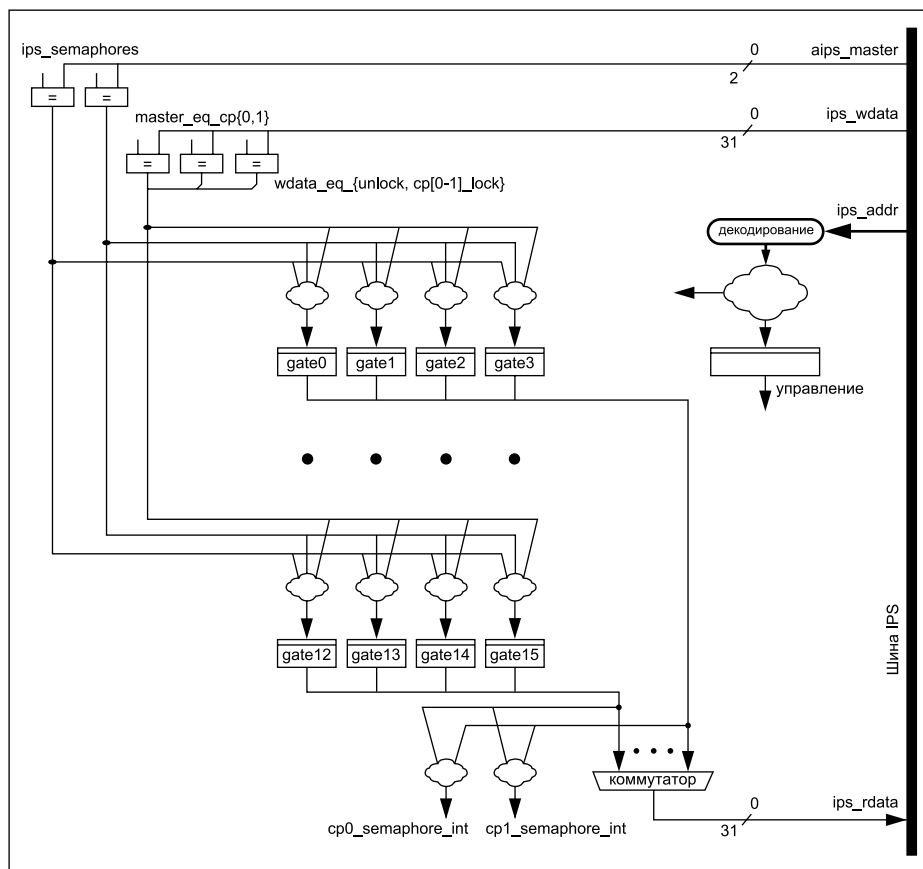 ips_semaphores
0
aips_master
=
=
2
master_eq_cp{0,1}
0
ips_wdata
31
=
=
=
wdata_eq_{unlock, cp[0-1]_lock}
ips_addr
декодирование
gate0
gate1
gate2
gate3
управление
Шина IPS
gate12
gate13
gate14
gate15
коммутатор
0
ips_rdata
31
cp0_semaphore_int
cp1_semaphore_int